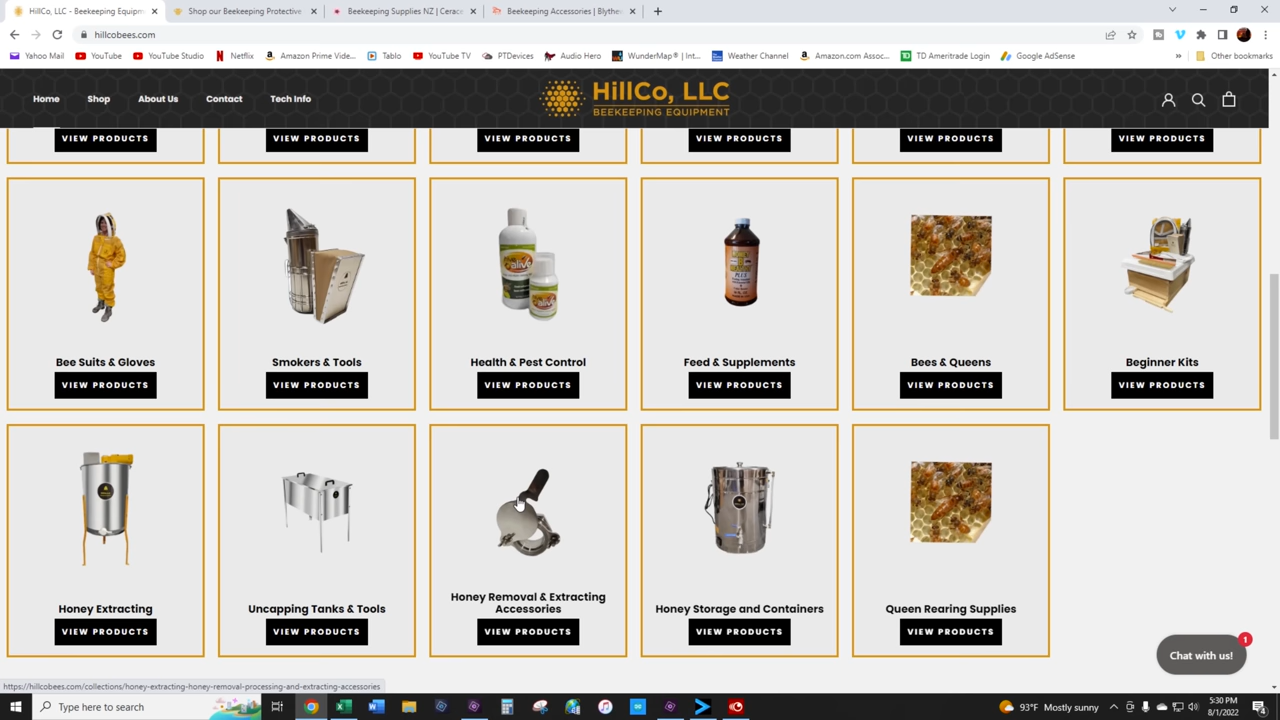 HillCo, LLC - Beekeeping Equipm
Shop our Beekeeping Protective
Beekeeping Supplies NZ | Cerace
Beekeeping Accessories | Blythe
hillcobees.com
Yahoo Mail
YouTube
YouTube Studio
Netflix
Amazon Prime Vide...
Tablo
YouTube TV
PTDevices
Audio Hero
WunderMap® | Int...
Weather Channel
Amazon.com Assoc...
TD Ameritrade Login
Google AdSense
»
Other bookmarks
Home
Shop
About Us
Contact
Tech Info
HillCo, LLC
BEEKEEPING EQUIPMENT
VIEW PRODUCTS
VIEW PRODUCTS
VIEW PRODUCTS
VIEW PRODUCTS
VIEW PRODUCTS
VIEW PRODUCTS
Bee Suits & Gloves
VIEW PRODUCTS
Smokers & Tools
VIEW PRODUCTS
alive
alive
Health & Pest Control
VIEW PRODUCTS
Feed & Supplements
VIEW PRODUCTS
Bees & Queens
VIEW PRODUCTS
Beginner Kits
VIEW PRODUCTS
Honey Extracting
VIEW PRODUCTS
Uncapping Tanks & Tools
VIEW PRODUCTS
Honey Removal & Extracting
Accessories
VIEW PRODUCTS
Honey Storage and Containers
VIEW PRODUCTS
Queen Rearing Supplies
VIEW PRODUCTS
Chat with us!
1
https://hillcobees.com/collections/honey-extracting-honey-removal-processing-and-extracting-accessories
Type here to search
93°F Mostly sunny
5:30 PM
8/1/2022
4